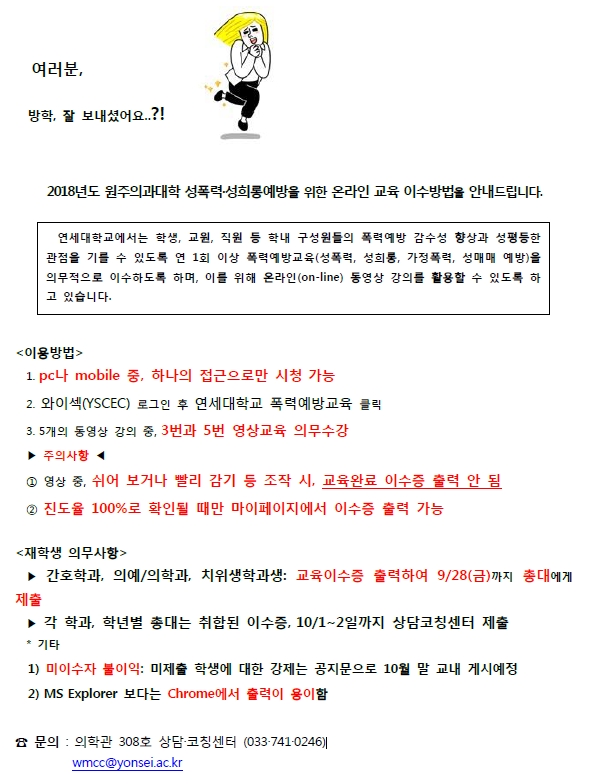 여러분,
방학, 잘 보내셨어요..?!
2018년도 원주의과대학 성폭력·성희롱예방을 위한 온라인 교육 이수방법을 안내드립니다.
연세대학교에서는 학생, 교원, 직원 등 학내 구성원들의 폭력예방 감수성 향상과 성평등한
관점을 기를 수 있도록 연 1회 이상 폭력예방교육(성폭력, 성희롱, 가정폭력, 성매매 예방)을
의무적으로 이수하도록 하며, 이를 위해 온라인(on-line) 동영상 강의를 활용할 수 있도록 하
고 있습니다.
<이용방법>
1. pc나 mobile 중, 하나의 접근으로만 시청 가능
2. 와이섹(YSCEC) 로그인 후 연세대학교 폭력예방교육 클릭
3. 5개의 동영상 강의 중, 3번과 5번 영상교육 의무수강
▶ 주의사항 ◀
① 영상 중, 쉬어 보거나 빨리 감기 등 조작 시, 교육완료 이수증 출력 안 됨
② 진도율 100%로 확인될 때만 마이페이지에서 이수증 출력 가능
<재학생 의무사항>
▶ 간호학과, 의예/의학과, 치위생학과생: 교육이수증 출력하여 9/28(금)까지 총대에게
제출
▶ 각 학과, 학년별 총대는 취합된 이수증, 10/1~2일까지 상담코칭센터 제출
* 기타
1) 미이수자 불이익: 미제출 학생에 대한 강제는 공지문으로 10월 말 교내 게시예정
2) MS Explorer 보다는 Chrome에서 출력이 용이함
☎ 문의 : 의학관 308호 상담·코칭센터 (033·741·0246)
wmcc@yonsei.ac.kr